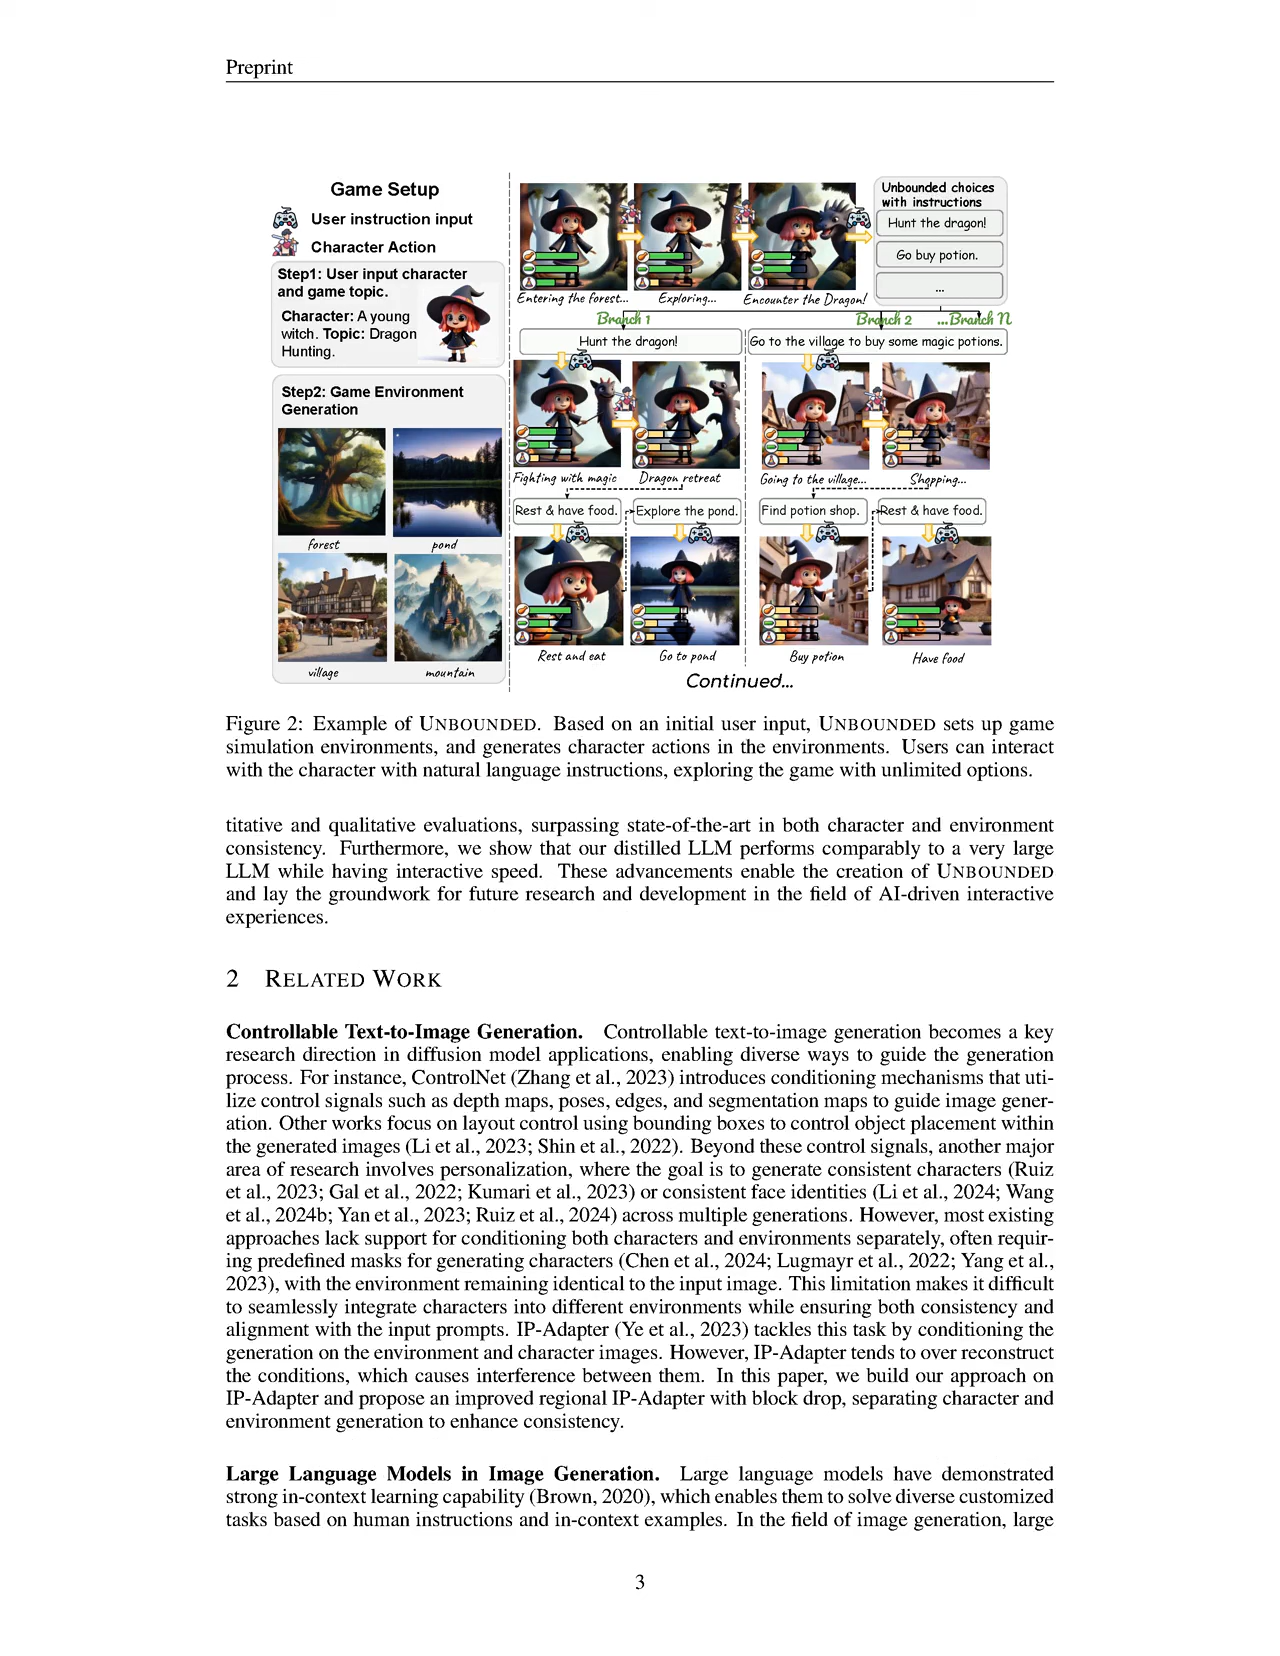 Preprint
Game Setup
User instruction input
Character Action
Step1: User input character
and game topic.
Character: A young
witch. Topic: Dragon
Hunting.
Step2: Game Environment
Generation
forest
pond
village
mountain
Entering the forest...
Exploring...
Encounter the Dragon!
Unbounded choices
with instructions
Hunt the dragon!
Go buy potion.
...
Branch 1
Branch 2
...Branch N
Hunt the dragon!
Go to the village to buy some magic potions.
Fighting with magic
Dragon retreat
Going to the village...
Shopping...
Rest & have food.
Explore the pond.
Find potion shop.
Rest & have food.
Rest and eat
Go to pond
Buy potion
Have food
Continued...
Figure 2: Example of UNBOUNDED. Based on an initial user input, UNBOUNDED sets up game
simulation environments, and generates character actions in the environments. Users can interact
with the character with natural language instructions, exploring the game with unlimited options.
titative and qualitative evaluations, surpassing state-of-the-art in both character and environment
consistency. Furthermore, we show that our distilled LLM performs comparably to a very large
LLM while having interactive speed. These advancements enable the creation of UNBOUNDED
and lay the groundwork for future research and development in the field of AI-driven interactive
experiences.
2 RELATED WORK
Controllable Text-to-Image Generation. Controllable text-to-image generation becomes a key
research direction in diffusion model applications, enabling diverse ways to guide the generation
process. For instance, ControlNet (Zhang et al., 2023) introduces conditioning mechanisms that uti-
lize control signals such as depth maps, poses, edges, and segmentation maps to guide image gener-
ation. Other works focus on layout control using bounding boxes to control object placement within
the generated images (Li et al., 2023; Shin et al., 2022). Beyond these control signals, another major
area of research involves personalization, where the goal is to generate consistent characters (Ruiz
et al., 2023; Gal et al., 2022; Kumari et al., 2023) or consistent face identities (Li et al., 2024; Wang
et al., 2024b; Yan et al., 2023; Ruiz et al., 2024) across multiple generations. However, most existing
approaches lack support for conditioning both characters and environments separately, often requir-
ing predefined masks for generating characters (Chen et al., 2024; Lugmayr et al., 2022; Yang et al.,
2023), with the environment remaining identical to the input image. This limitation makes it difficult
to seamlessly integrate characters into different environments while ensuring both consistency and
alignment with the input prompts. IP-Adapter (Ye et al., 2023) tackles this task by conditioning the
generation on the environment and character images. However, IP-Adapter tends to over reconstruct
the conditions, which causes interference between them. In this paper, we build our approach on
IP-Adapter and propose an improved regional IP-Adapter with block drop, separating character and
environment generation to enhance consistency.
Large Language Models in Image Generation. Large language models have demonstrated
strong in-context learning capability (Brown, 2020), which enables them to solve diverse customized
tasks based on human instructions and in-context examples. In the field of image generation, large
3